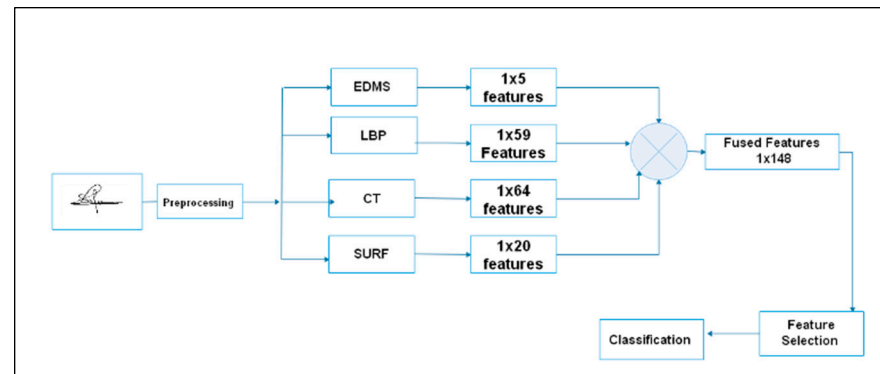 EDMS
1x5
features
LBP
1x59
Features
Preprocessing
CT
1x64
features
SURF
1x20
features
Fused Features
1x148
Feature
Selection
Classification